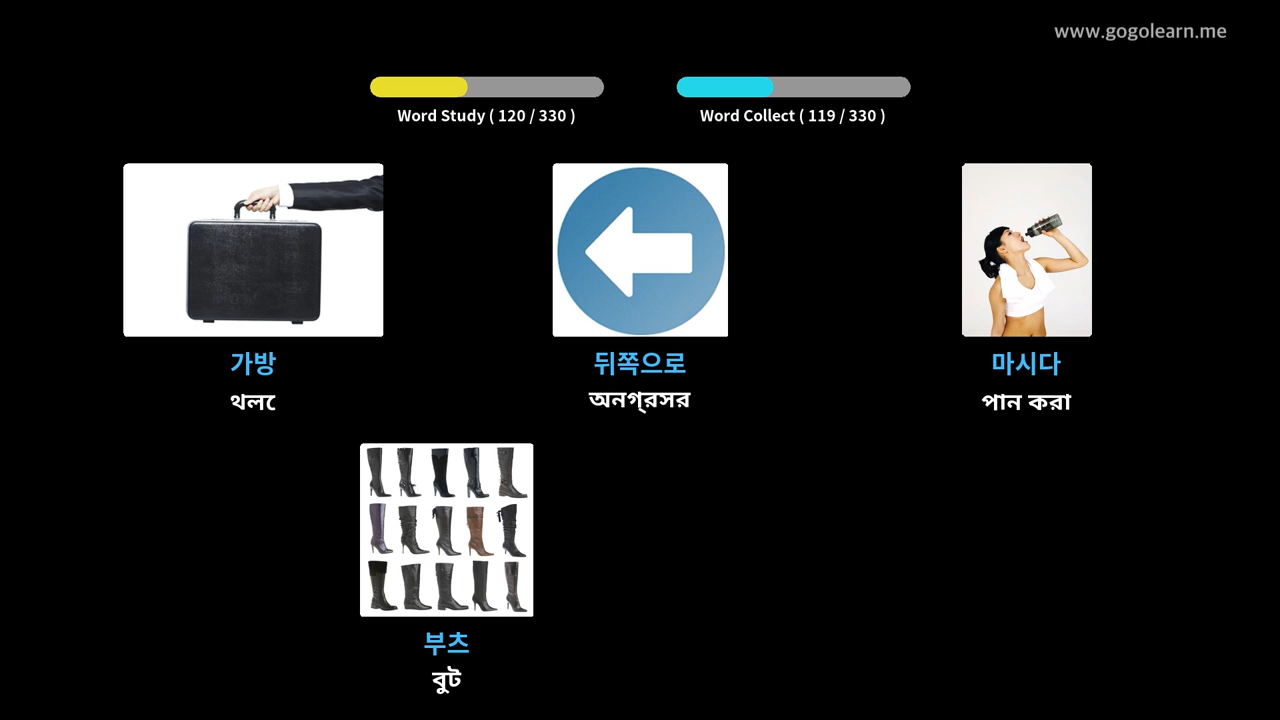 www.gogolearn.me
Word Study ( 120 / 330 )
Word Collect ( 119 / 330 )
가방
뒤쪽으로
마시다
থলে
অনগ্রসর
পান করা
부츠
বুট